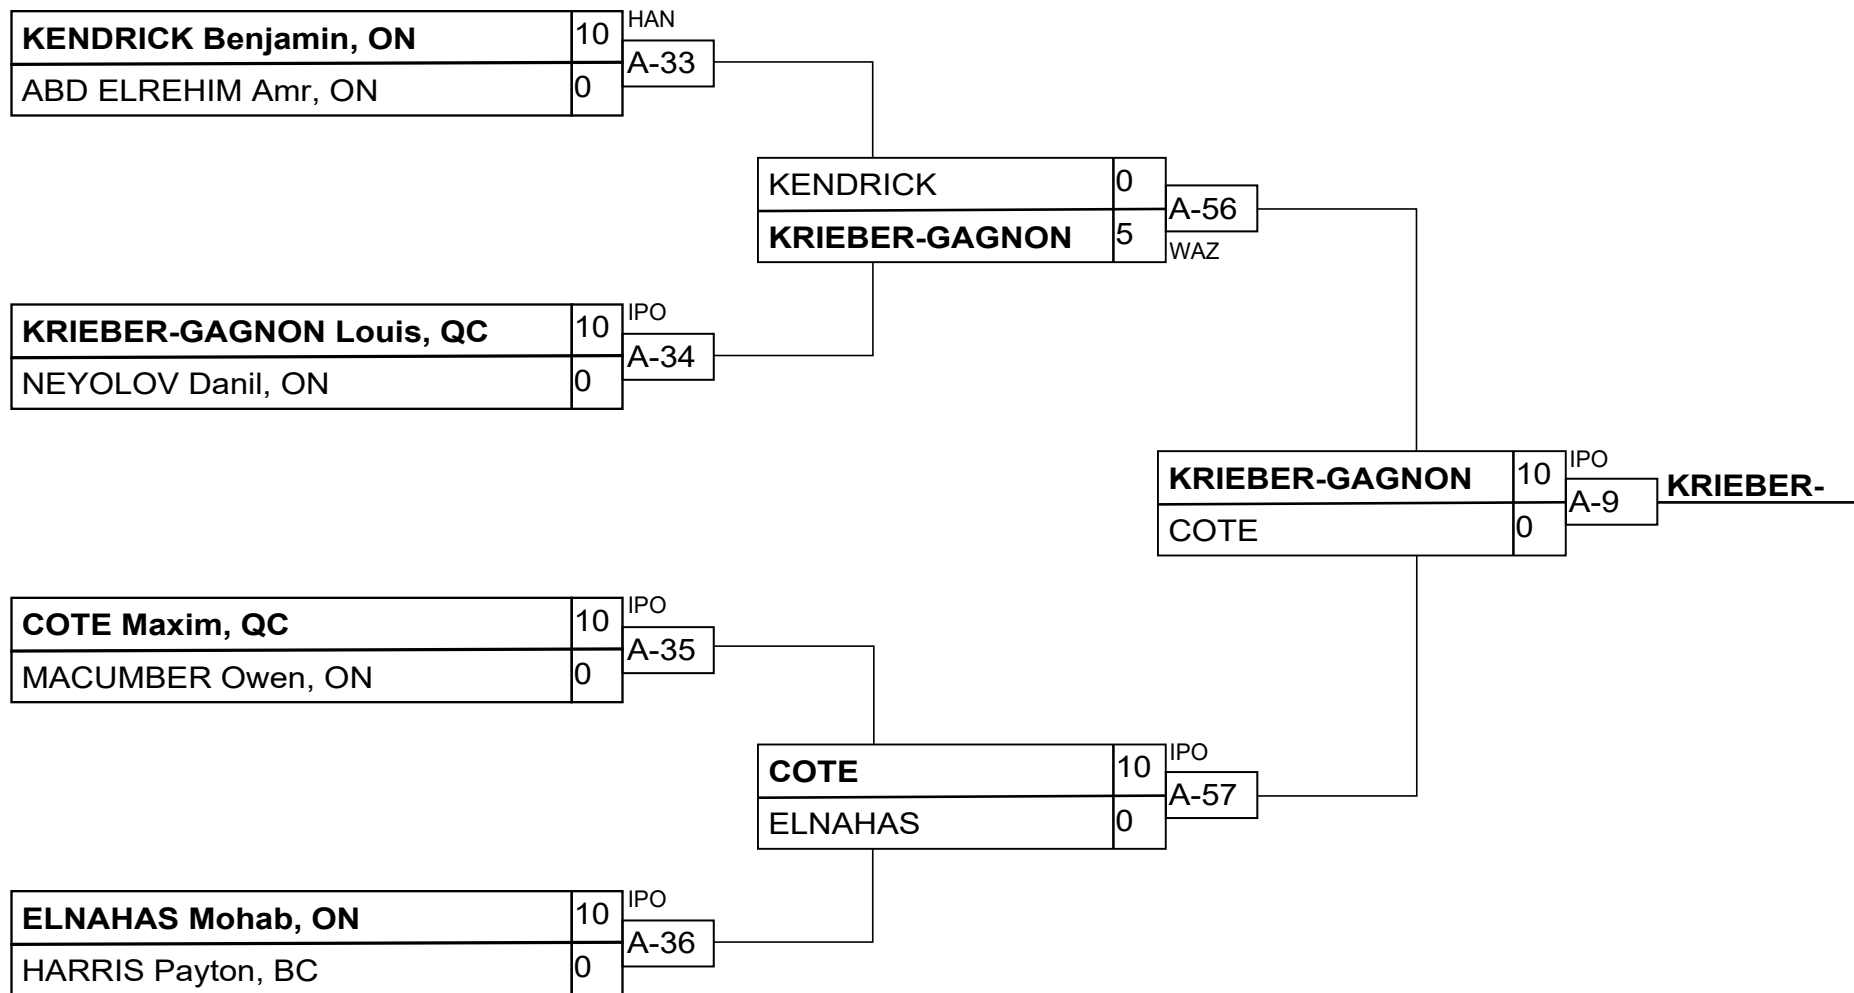 KENDRICK Benjamin, ON 10 HAN
A-33
ABD ELREHIM Amr, ON 0
KENDRICK 0
A-56
KRIEBER-GAGNON 5 WAZ
KRIEBER-GAGNON Louis, QC 10 IPO
A-34
NEYOLOV Danil, ON 0
KRIEBER-GAGNON 10 IPO
A-9 KRIEBER-
COTE 0
COTE Maxim, QC 10 IPO
A-35
MACUMBER Owen, ON 0
COTE 10 IPO
A-57
ELNAHAS 0
ELNAHAS Mohab, ON 10 IPO
A-36
HARRIS Payton, BC 0